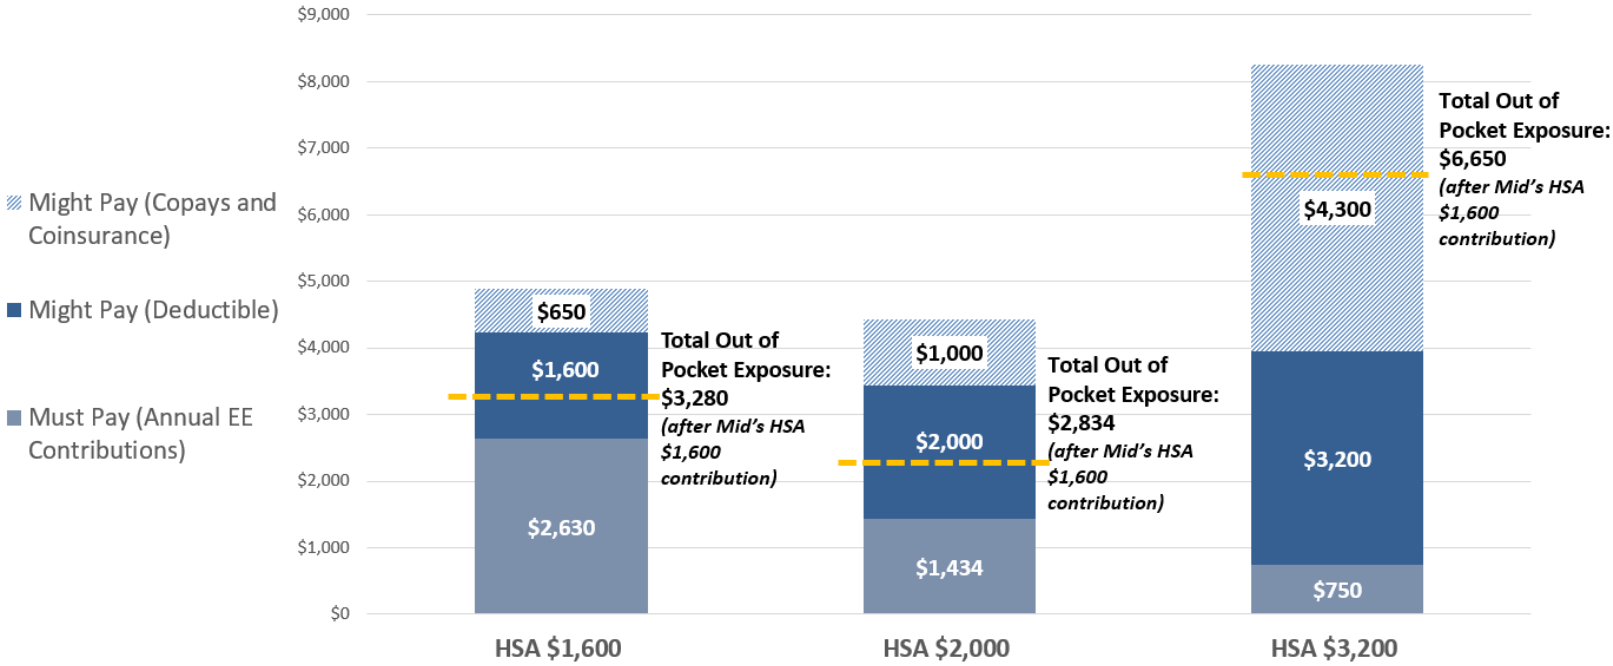 $9,000
$8,000
$7,000
$6,000
$5,000
$4,000
$3,000
$2,000
$1,000
$0
Might Pay (Copays and
Coinsurance)
Might Pay (Deductible)
Must Pay (Annual EE
Contributions)
$650
$1,600
$2,630
Total Out of
Pocket Exposure:
$3,280
(after Mid's HSA
$1,600
contribution)
$1,000
$2,000
$1,434
Total Out of
Pocket Exposure:
$2,834
(after Mid's HSA
$1,600
contribution)
$4,300
$3,200
$750
Total Out of
Pocket Exposure:
$6,650
(after Mid's HSA
$1,600
contribution)
HSA $1,600
HSA $2,000
HSA $3,200